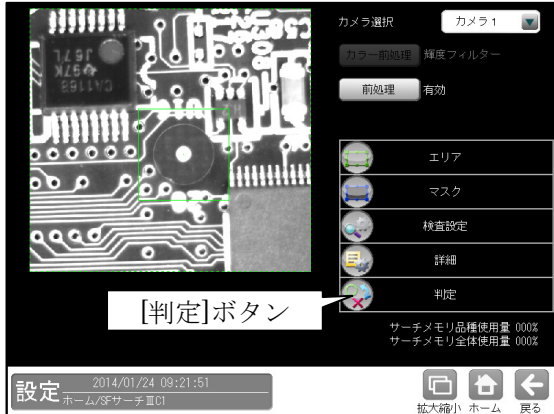 カメラ選択
カメラ1
カラー前処理
輝度フィルター
前処理
有効
エリア
マスク
検査設定
詳細
判定
[判定]ボタン
サーチメモリ品種使用量 000%
サーチメモリ全体使用量 000%
設定
2014/01/24 09:21:51
ホーム/SFサーチⅢC1
拡大縮小
ホーム
戻る